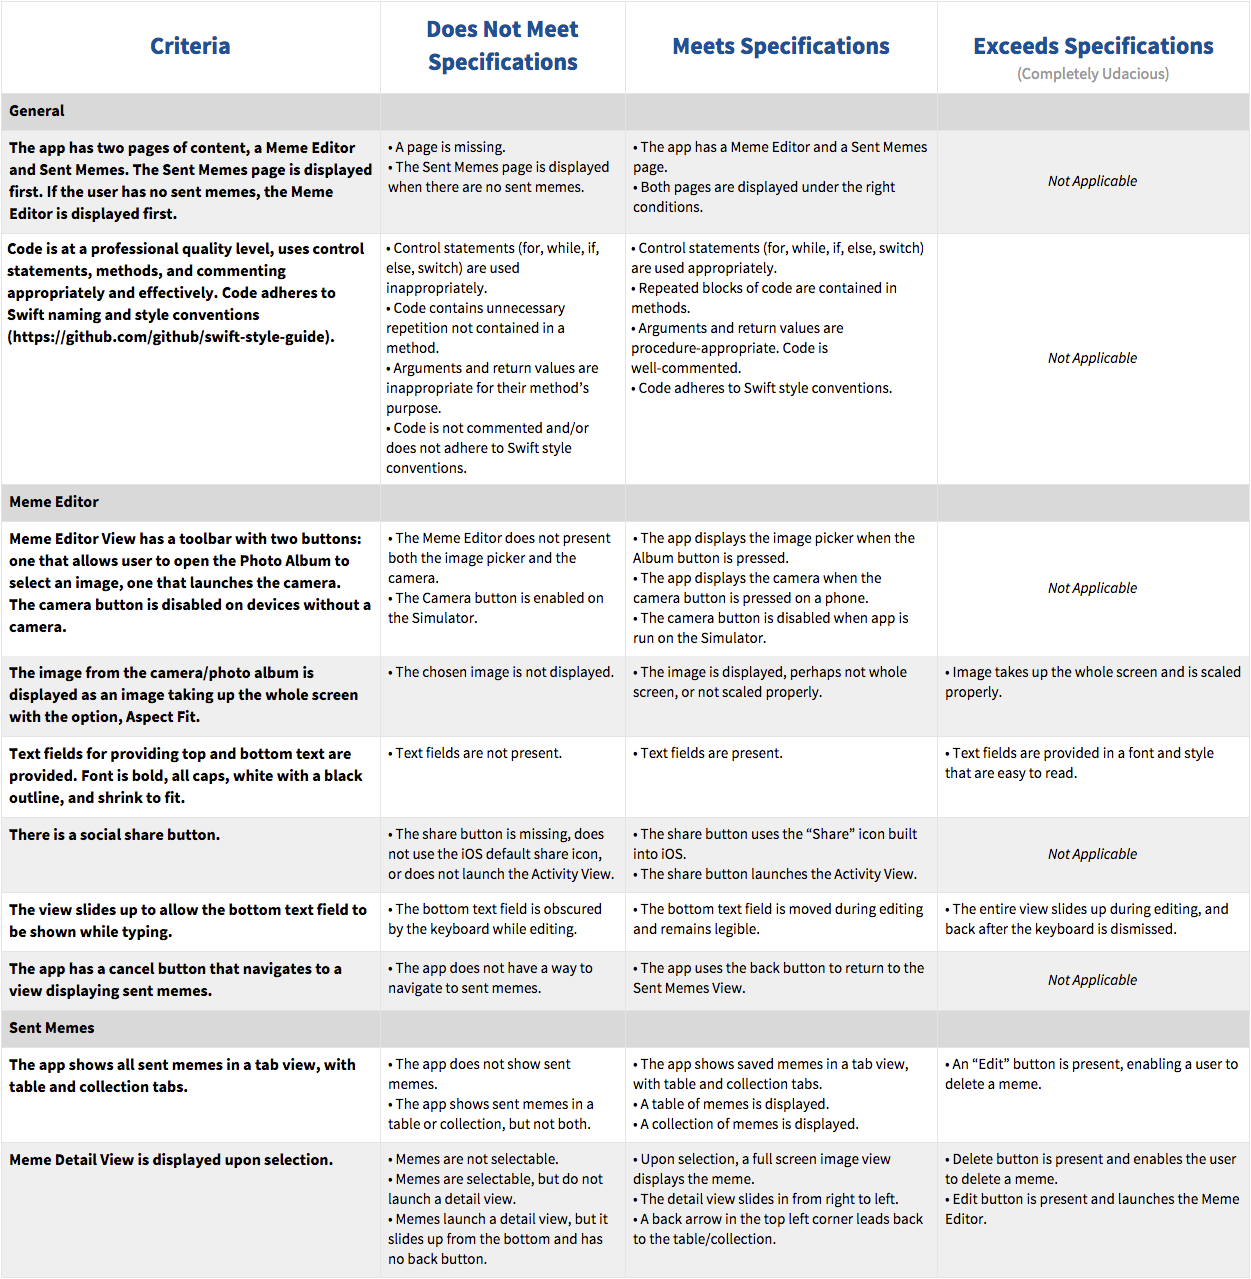 Criteria
Does Not Meet
Specifications
Meets Specifications
Exceeds Specifications
(Completely Udacious)
General
The app has two pages of content, a Meme Editor
and Sent Memes. The Sent Memes page is displayed
first. If the user has no sent memes, the Meme
Editor is displayed first.
• A page is missing.
• The Sent Memes page is displayed
when there are no sent memes.
• The app has a Meme Editor and a Sent Memes
page.
• Both pages are displayed under the right
conditions.
Not Applicable
Code is at a professional quality level, uses control
statements, methods, and commenting
appropriately and effectively. Code adheres to
Swift naming and style conventions
(https://github.com/github/swift-style-guide).
• Control statements (for, while, if,
else, switch) are used
inappropriately.
• Code contains unnecessary
repetition not contained in a
method.
• Arguments and return values are
inappropriate for their method’s
purpose.
• Code is not commented and/or
does not adhere to Swift style
conventions.
• Control statements (for, while, if, else, switch)
are used appropriately.
• Repeated blocks of code are contained in
methods.
• Arguments and return values are
procedure-appropriate. Code is
well-commented.
• Code adheres to Swift style conventions.
Not Applicable
Meme Editor
Meme Editor View has a toolbar with two buttons:
one that allows user to open the Photo Album to
select an image, one that launches the camera.
The camera button is disabled on devices without a
camera.
• The Meme Editor does not present
both the image picker and the
camera.
• The Camera button is enabled on
the Simulator.
• The app displays the image picker when the
Album button is pressed.
• The app displays the camera when the
camera button is pressed on a phone.
• The camera button is disabled when app is
run on the Simulator.
Not Applicable
The image from the camera/photo album is
displayed as an image taking up the whole screen
with the option, Aspect Fit.
• The chosen image is not displayed.
• The image is displayed, perhaps not whole
screen, or not scaled properly.
• Image takes up the whole screen and is scaled
properly.
Text fields for providing top and bottom text are
provided. Font is bold, all caps, white with a black
outline, and shrink to fit.
• Text fields are not present.
• Text fields are present.
• Text fields are provided in a font and style
that are easy to read.
There is a social share button.
• The share button is missing, does
not use the iOS default share icon,
or does not launch the Activity View.
• The share button uses the “Share” icon built
into iOS.
• The share button launches the Activity View.
Not Applicable
The view slides up to allow the bottom text field to
be shown while typing.
• The bottom text field is obscured
by the keyboard while editing.
• The bottom text field is moved during editing
and remains legible.
• The entire view slides up during editing, and
back after the keyboard is dismissed.
The app has a cancel button that navigates to a
view displaying sent memes.
• The app does not have a way to
navigate to sent memes.
• The app uses the back button to return to the
Sent Memes View.
Not Applicable
Sent Memes
The app shows all sent memes in a tab view, with
table and collection tabs.
• The app does not show sent
memes.
• The app shows sent memes in a
table or collection, but not both.
• The app shows saved memes in a tab view,
with table and collection tabs.
• A table of memes is displayed.
• A collection of memes is displayed.
• An “Edit” button is present, enabling a user to
delete a meme.
Meme Detail View is displayed upon selection.
• Memes are not selectable.
• Memes are selectable, but do not
launch a detail view.
• Memes launch a detail view, but it
slides up from the bottom and has
no back button.
• Upon selection, a full screen image view
displays the meme.
• The detail view slides in from right to left.
• A back arrow in the top left corner leads back
to the table/collection.
• Delete button is present and enables the user
to delete a meme.
• Edit button is present and launches the Meme
Editor.